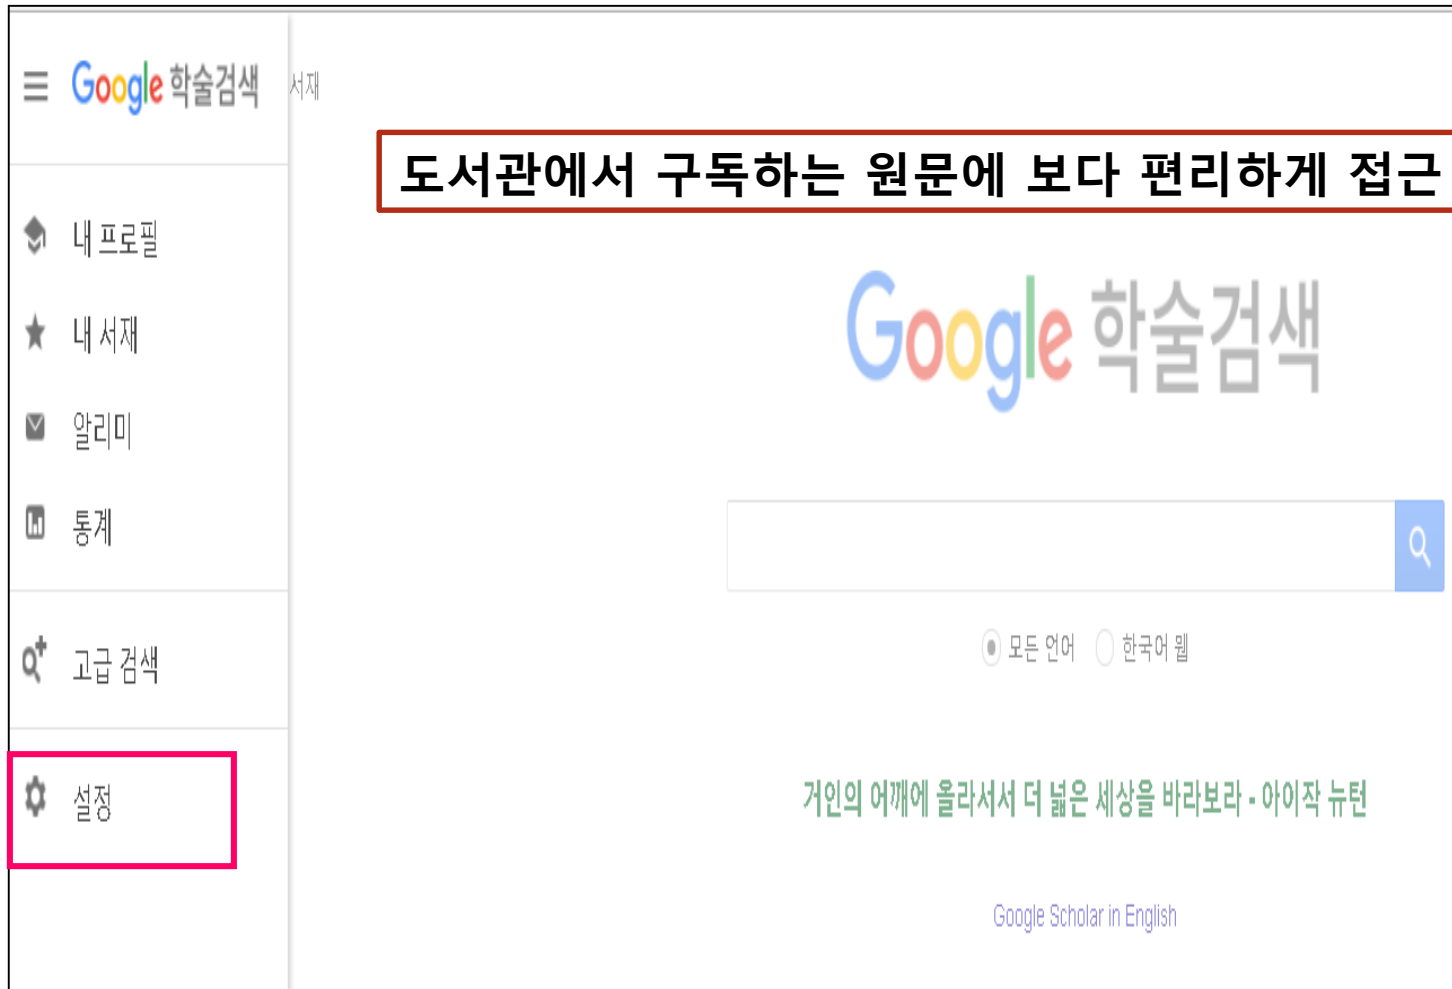 Google 학술검색
서재
도서관에서 구독하는 원문에 보다 편리하게 접근
내 프로필
내 서재
알리미
통계
고급 검색
설정
Google 학술검색
모든 언어 한국어 웹
거인의 어깨에 올라서서 더 넓은 세상을 바라보라 - 아이작 뉴턴
Google Scholar in English